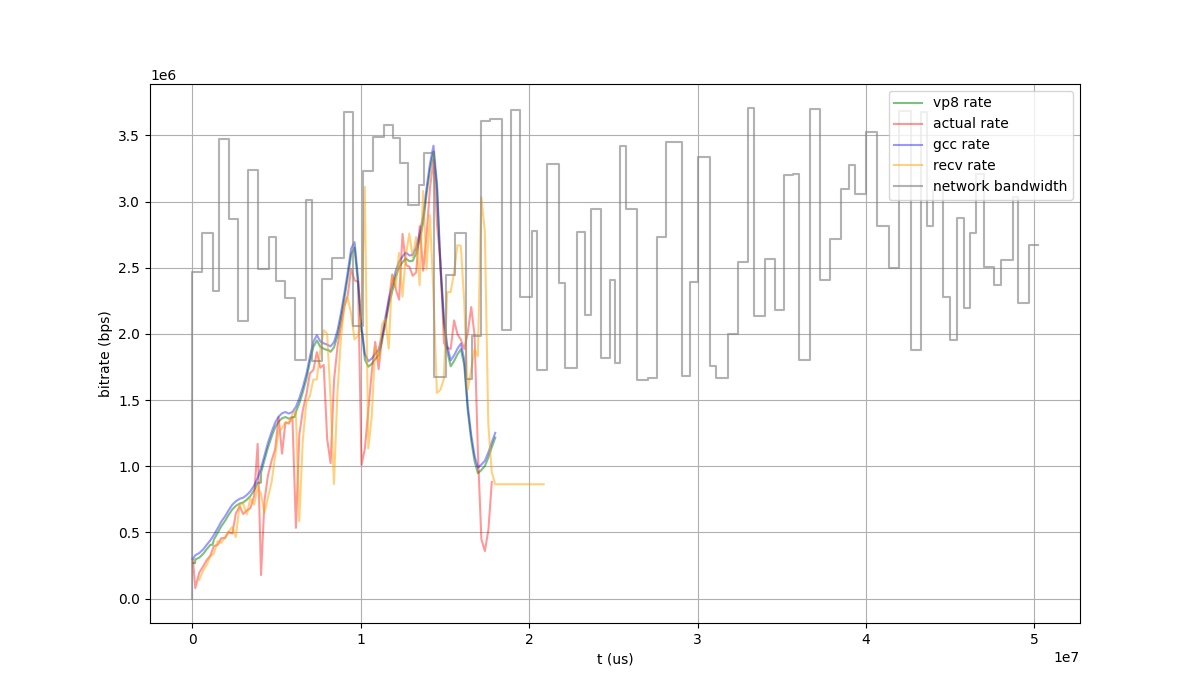 1e6
3.5
3.0
2.5
2.0
1.5
1.0
0.5
0.0
bitrate (bps)
vp8 rate
actual rate
gcc rate
recv rate
network bandwidth
0 1 2 3 4 5
t (us)
1e7